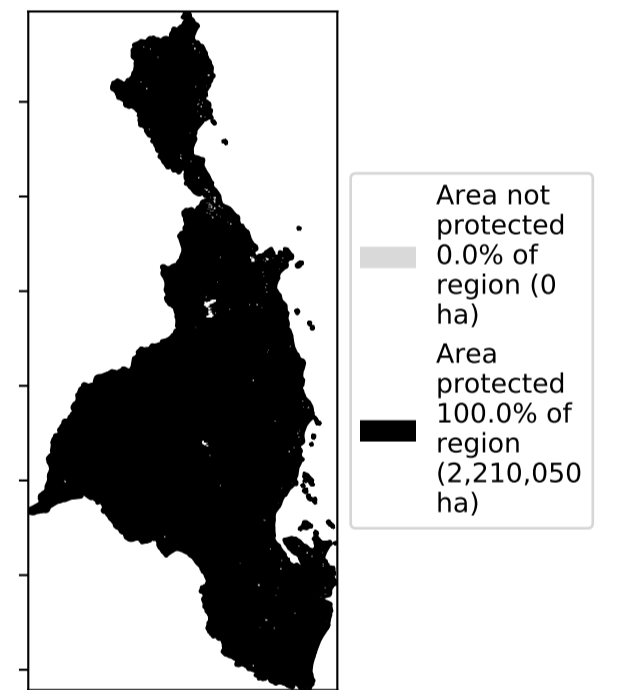 Area not
protected
0.0% of
region (0
ha)
Area
protected
100.0% of
region
(2,210,050
ha)